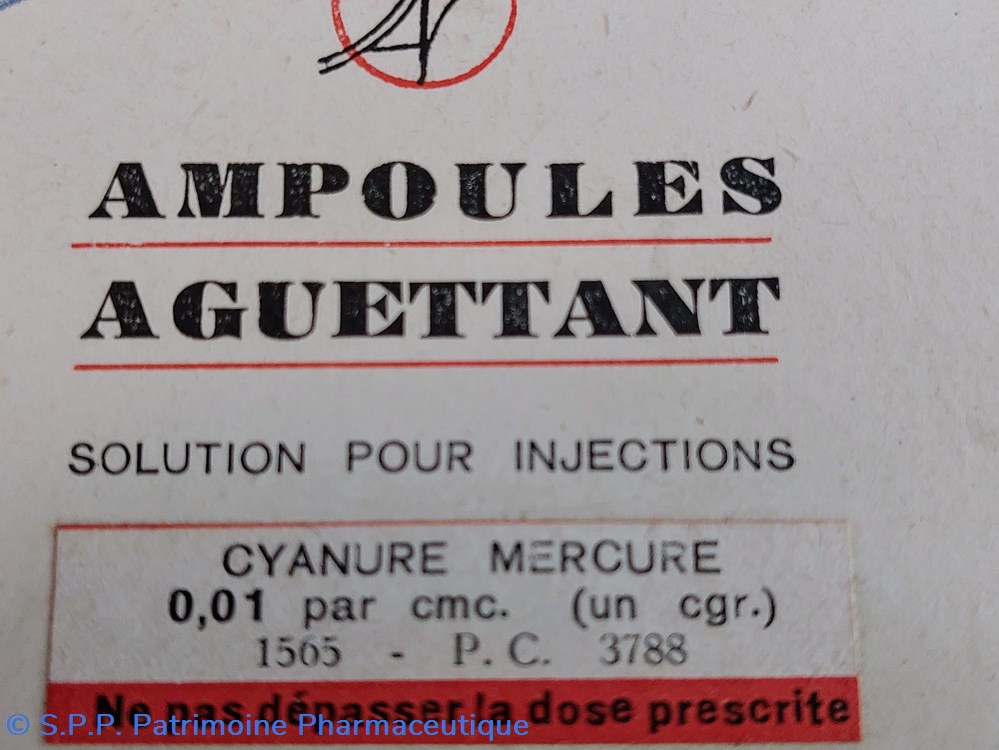 AMPOULES
AGUETTANT
SOLUTION POUR INJECTIONS
CYANURE MERCURE
0,01 par cmc. (un cgr.)
1565 - P. C. 3788
Ne pas dépasser la dose prescrite
© S.P.P. Patrimoine Pharmaceutique